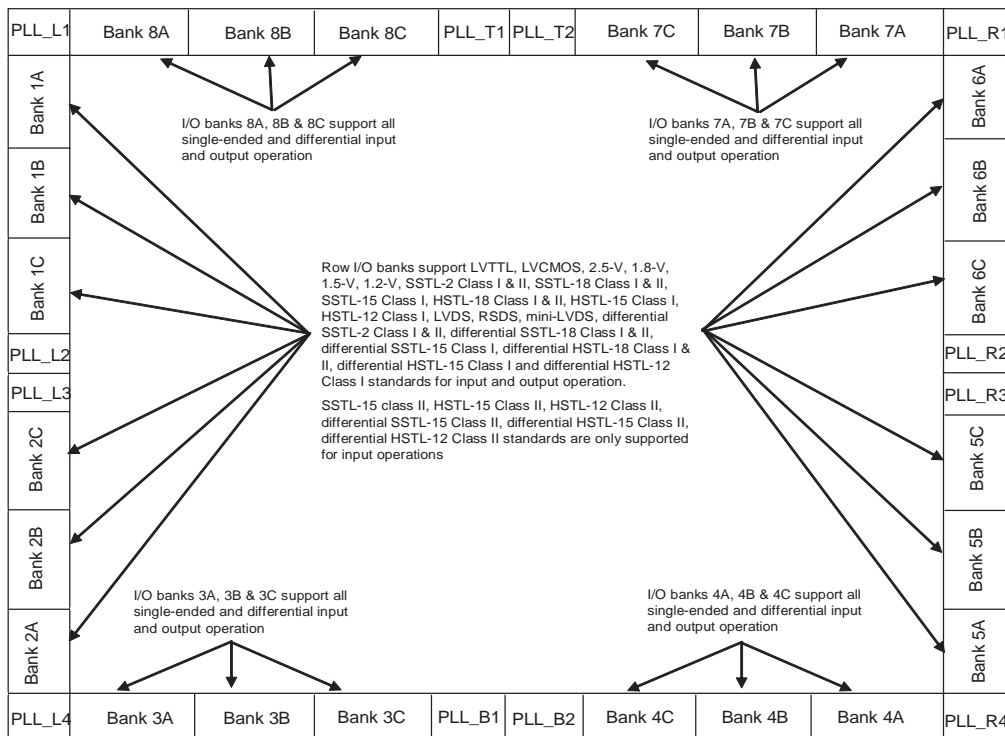 PLL_L1 Bank 8A Bank 8B Bank 8C PLL_T1 PLL_T2 Bank 7C Bank 7B Bank 7A PLL_R1
Bank 1A
Bank 1B
Bank 1C
PLL_L2
PLL_L3
Bank 2C
Bank 2B
Bank 2A
I/O banks 8A, 8B & 8C support all
single-ended and differential input
and output operation
I/O banks 7A, 7B & 7C support all
single-ended and differential input
and output operation
Row I/O banks support LVTTL, LVCMOS, 2.5-V, 1.8-V,
1.5-V, 1.2-V, SSTL-2 Class I & II, SSTL-18 Class I & II,
SSTL-15 Class I, HSTL-18 Class I & II, HSTL-15 Class I,
HSTL-12 Class I, LVDS, RSDS, mini-LVDS, differential
SSTL-2 Class I & II, differential SSTL-18 Class I & II,
differential SSTL-15 Class I, differential HSTL-18 Class I &
II, differential HSTL-15 Class I and differential HSTL-12
Class I standards for input and output operation.
SSTL-15 class II, HSTL-15 Class II, HSTL-12 Class II,
differential SSTL-15 Class II, differential HSTL-15 Class II,
differential HSTL-12 Class II standards are only supported
for input operations
I/O banks 3A, 3B & 3C support all
single-ended and differential input
and output operation
I/O banks 4A, 4B & 4C support all
single-ended and differential input
and output operation
Bank 6A
Bank 6B
Bank 6C
PLL_R2
PLL_R3
Bank 5C
Bank 5B
Bank 5A
PLL_L4 Bank 3A Bank 3B Bank 3C PLL_B1 PLL_B2 Bank 4C Bank 4B Bank 4A PLL_R4